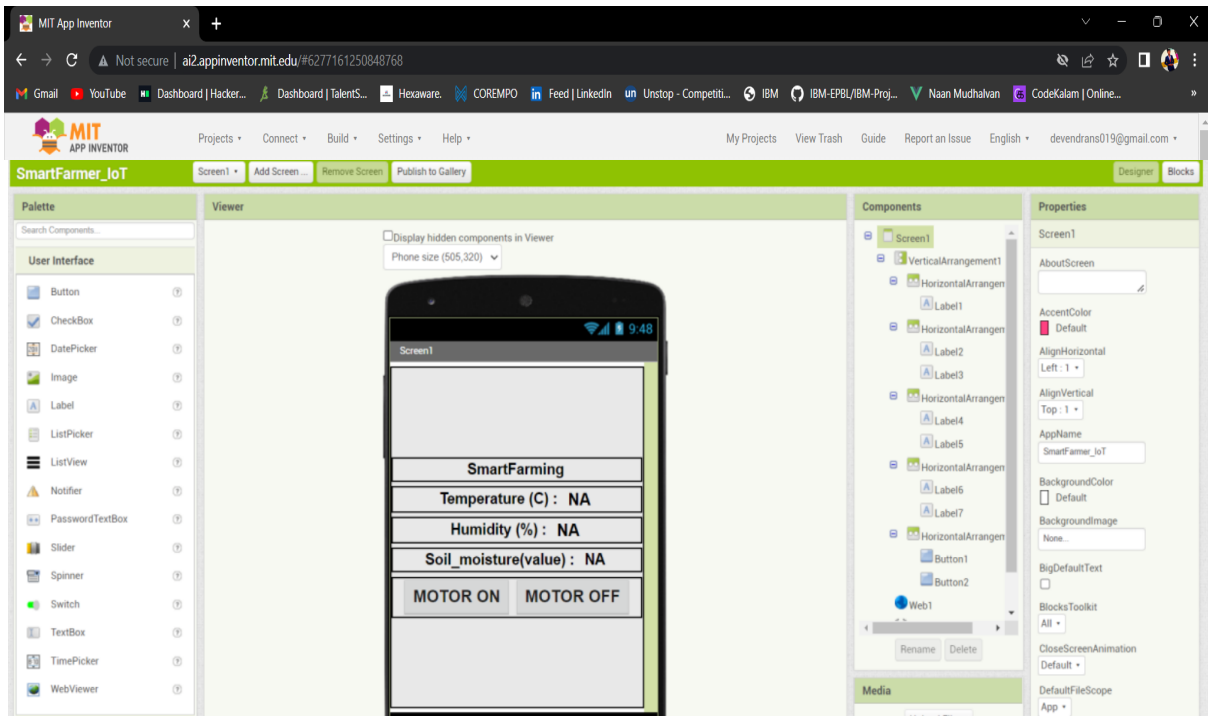 MIT App Inventor
Not secure | ai2.appinventor.mit.edu/#6277161250848768
Gmail YouTube Dashboard | Hacker... Dashboard | TalentS... Hexaware. COREMPO Feed | LinkedIn Unstop - Competiti... IBM IBM-EPBL/IBM-Proj... Naan Mudhalvan CodeKalam | Online... »
MIT APP INVENTOR
Projects Connect Build Settings Help My Projects View Trash Guide Report an Issue English devendrans019@gmail.com
SmartFarmer_IoT Screen1 Add Screen ... Remove Screen Publish to Gallery Designer Blocks
Palette
Search Components...
User Interface
Button
CheckBox
DatePicker
Image
Label
ListPicker
ListView
Notifier
PasswordTextBox
Slider
Spinner
Switch
TextBox
TimePicker
WebViewer
Viewer
Display hidden components in Viewer
Phone size (505,320)
9:48
Screen1
SmartFarming
Temperature (C) : NA
Humidity (%) : NA
Soil_moisture(value) : NA
MOTOR ON MOTOR OFF
Components
Screen1
VerticalArrangement1
HorizontalArrangen
Label1
HorizontalArrangen
Label2
Label3
HorizontalArrangen
Label4
Label5
HorizontalArrangen
Label6
Label7
HorizontalArrangen
Button1
Button2
Web1
Rename Delete
Media
Properties
Screen1
AboutScreen
AccentColor
Default
AlignHorizontal
Left : 1
AlignVertical
Top : 1
AppName
SmartFarmer_IoT
BackgroundColor
Default
BackgroundImage
None...
BigDefaultText
BlocksToolkit
All
CloseScreenAnimation
Default
DefaultFileScope
App